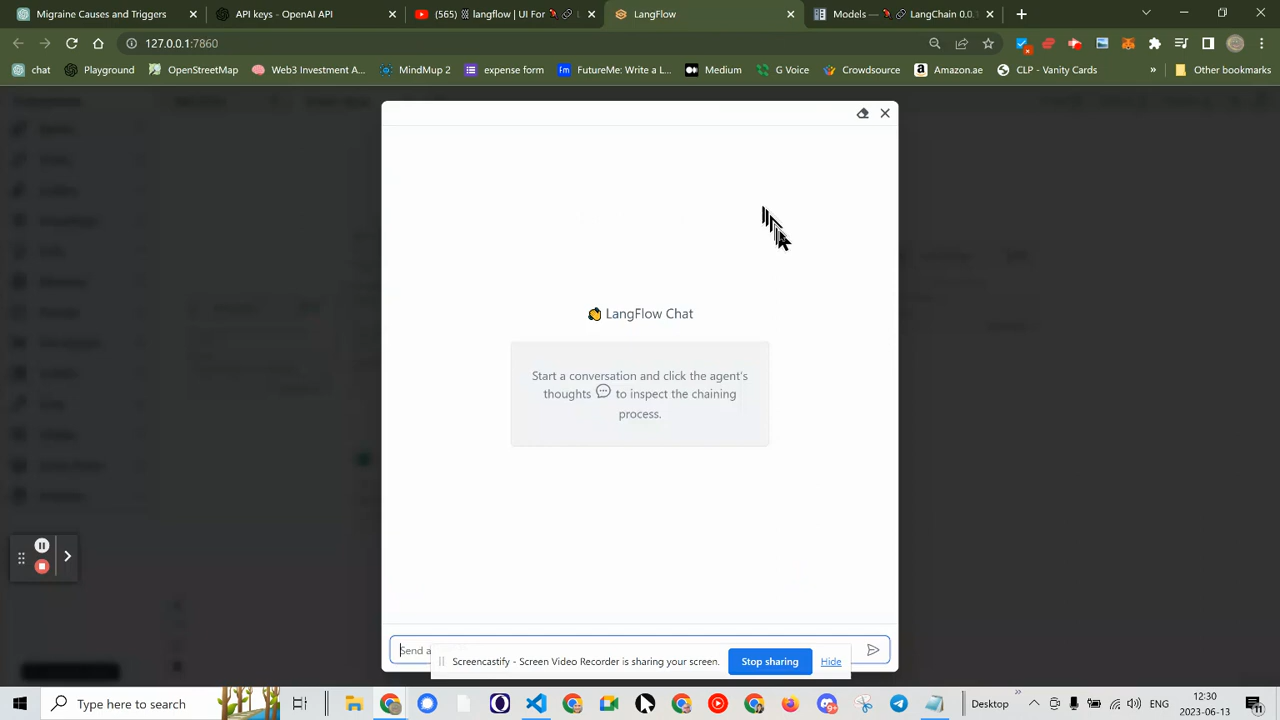 Migraine Causes and Triggers
API keys - OpenAI API
(565) langflow | UI For
LangFlow
Models — LangChain 0.0.
127.0.0.1:7860
chat
Playground
OpenStreetMap
Web3 Investment A...
MindMup 2
expense form
FutureMe: Write a L...
Medium
G Voice
Crowdsource
Amazon.ae
CLP - Vanity Cards
»
Other bookmarks
LangFlow Chat
Start a conversation and click the agent's
thoughts to inspect the chaining
process.
Send a
Screencastify - Screen Video Recorder is sharing your screen.
Stop sharing
Hide
Type here to search
Desktop
»
ENG
12:30
2023-06-13